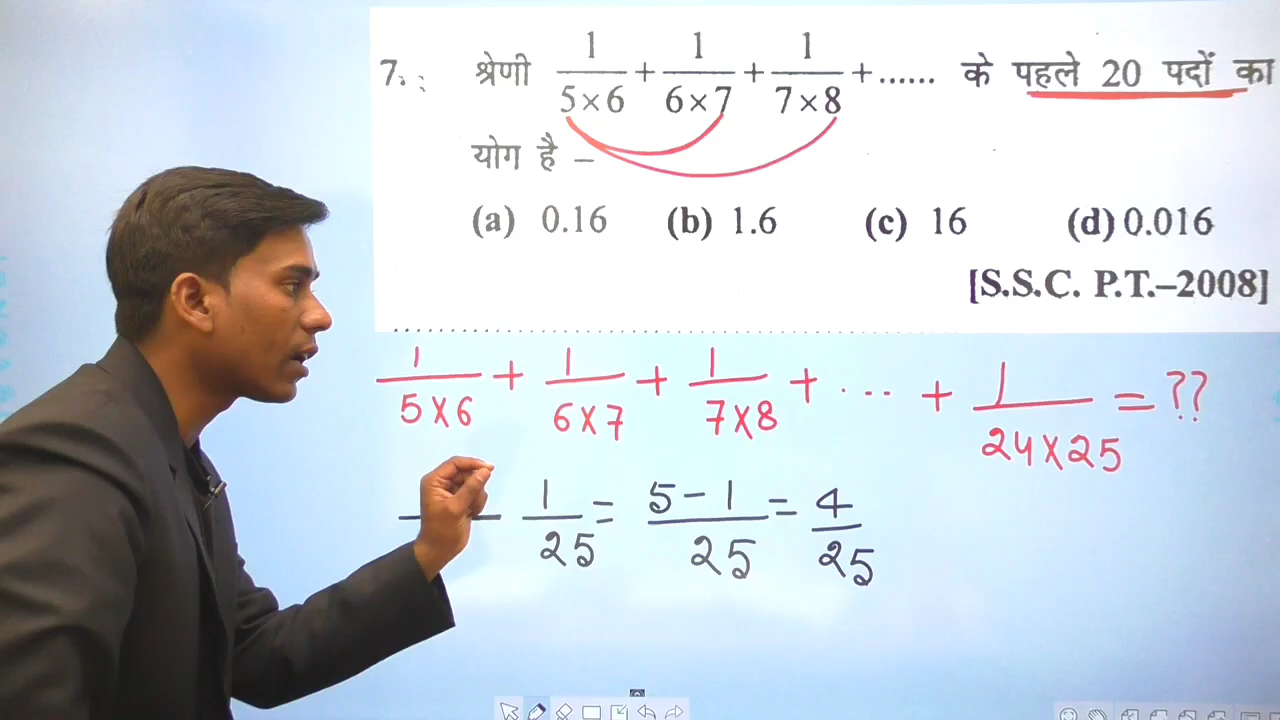 7. श्रेणी 1/5×6 + 1/6×7 + 1/7×8 + ...... के पहले 20 पदों का
योग है –
(a) 0.16 (b) 1.6 (c) 16 (d) 0.016
[S.S.C. P.T.–2008]
1/5×6 + 1/6×7 + 1/7×8 + ... + 1/24×25 = ??
1/25 = 5-1/25 = 4/25